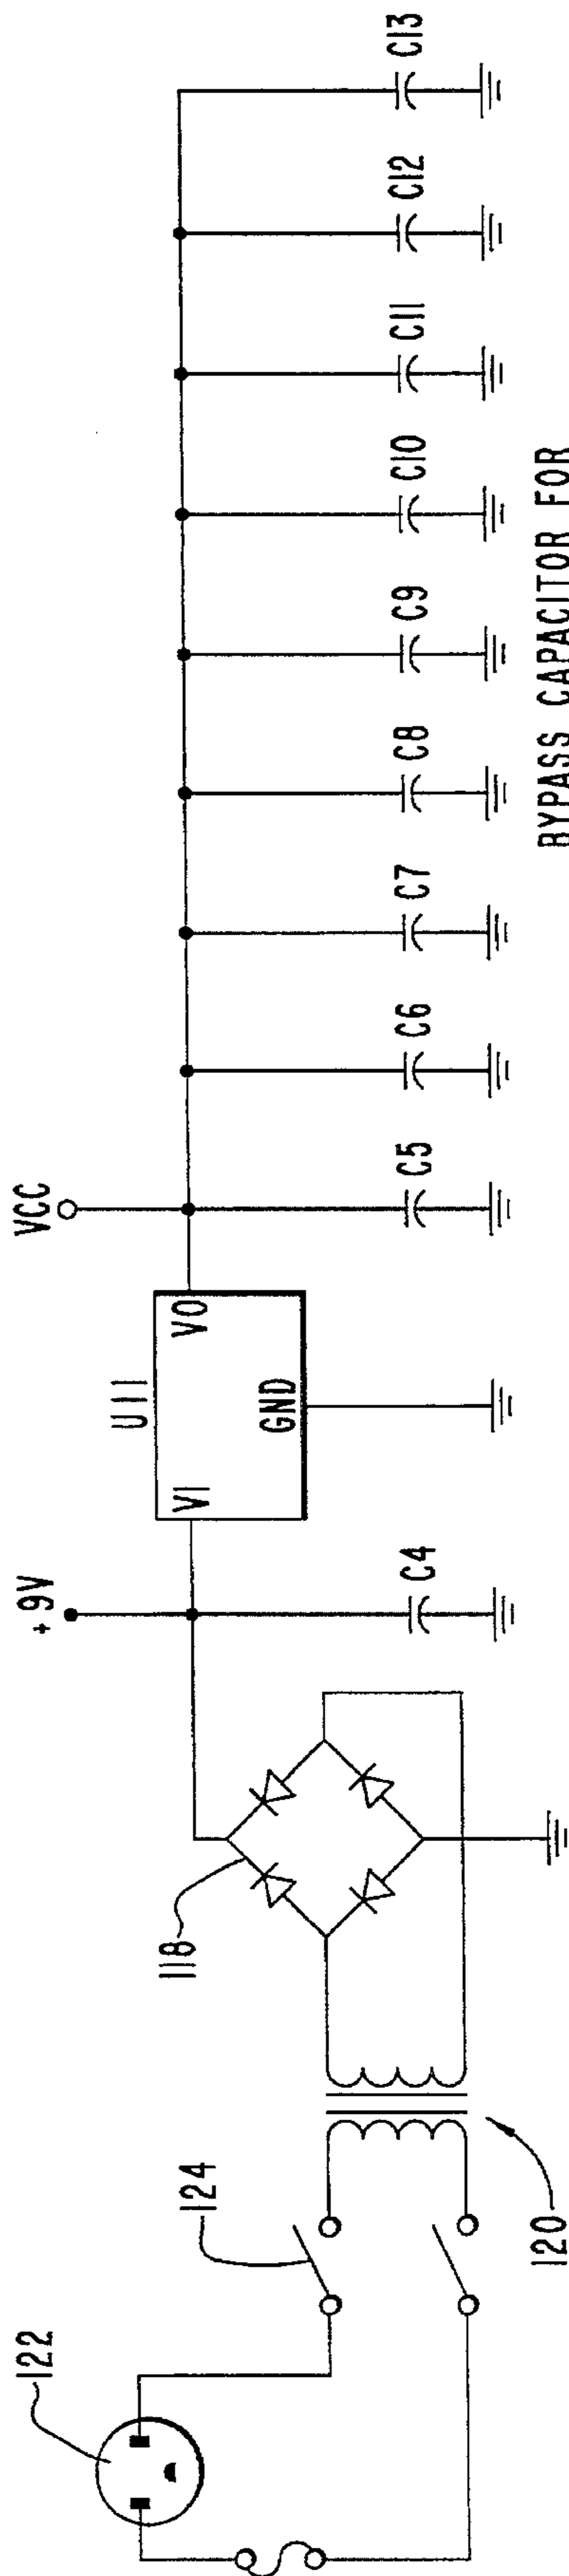 122
124
120
118
+9V
C4
U11
VI
VO
GND
VCC
C5
C6
C7
C8
C9
C10
C11
C12
C13
BYPASS CAPACITOR FOR